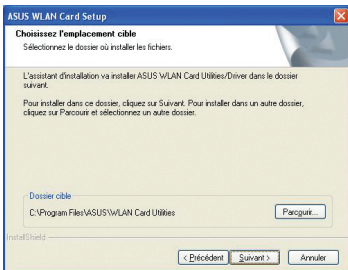 ASUS WLAN Card Setup
Choisissez l'emplacement cible
Sélectionnez le dossier où installer les fichiers.
L'assistant d'installation va installer ASUS WLAN Card Utilities/Driver dans le dossier
suivant.
Pour installer dans ce dossier, cliquez sur Suivant. Pour installer dans un autre dossier,
cliquez sur Parcourir et sélectionnez un autre dossier.
Dossier cible
C:\Program Files\ASUS\WLAN Card Utilities
Parcourir...
InstallShield
< Précédent Suivant > Annuler